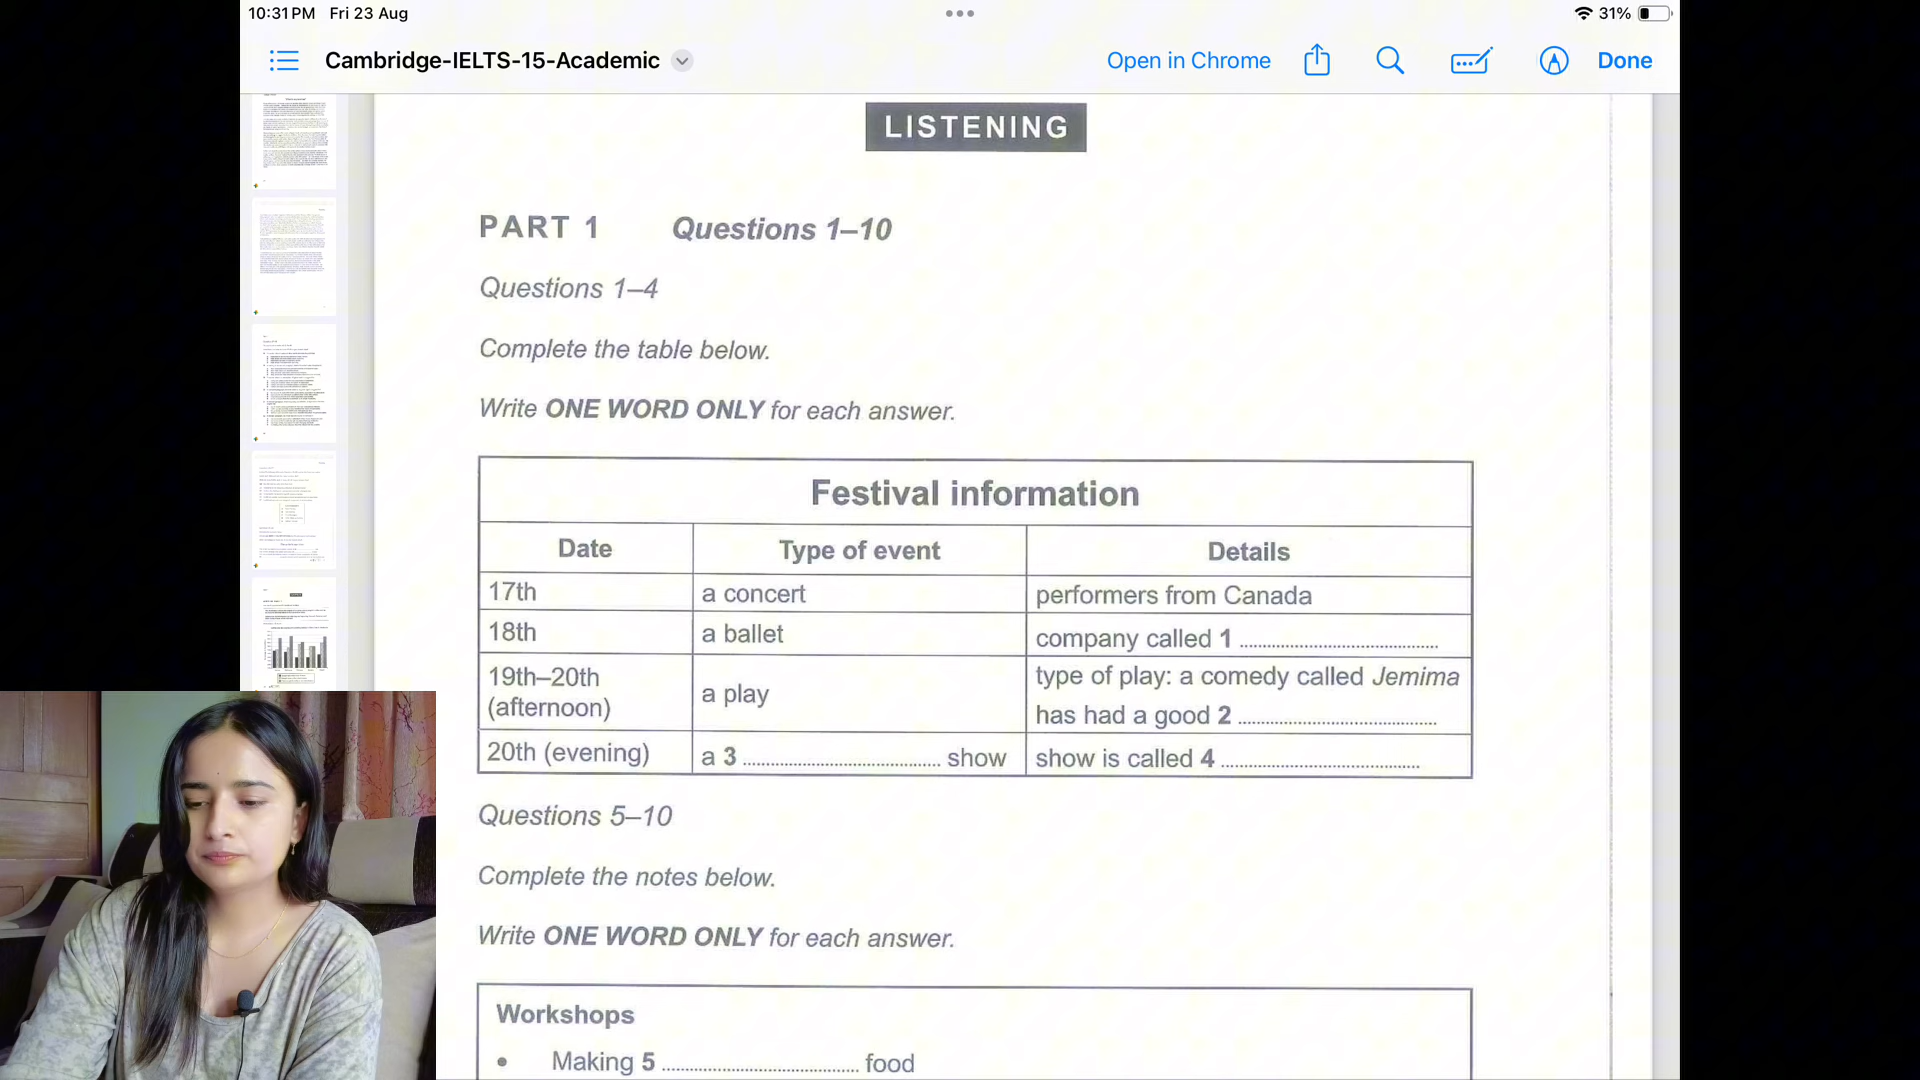 10:31 PM Fri 23 Aug
31%
Cambridge-IELTS-15-Academic
Open in Chrome
Done
LISTENING
PART 1 Questions 1–10
Questions 1–4
Complete the table below.
Write ONE WORD ONLY for each answer.
Festival information
Date Type of event Details
17th a concert performers from Canada
18th a ballet company called 1 ....................
19th–20th (afternoon) a play type of play: a comedy called Jemima
has had a good 2 ....................
20th (evening) a 3 .................... show show is called 4 ....................
Questions 5–10
Complete the notes below.
Write ONE WORD ONLY for each answer.
Workshops
• Making 5 .................... food